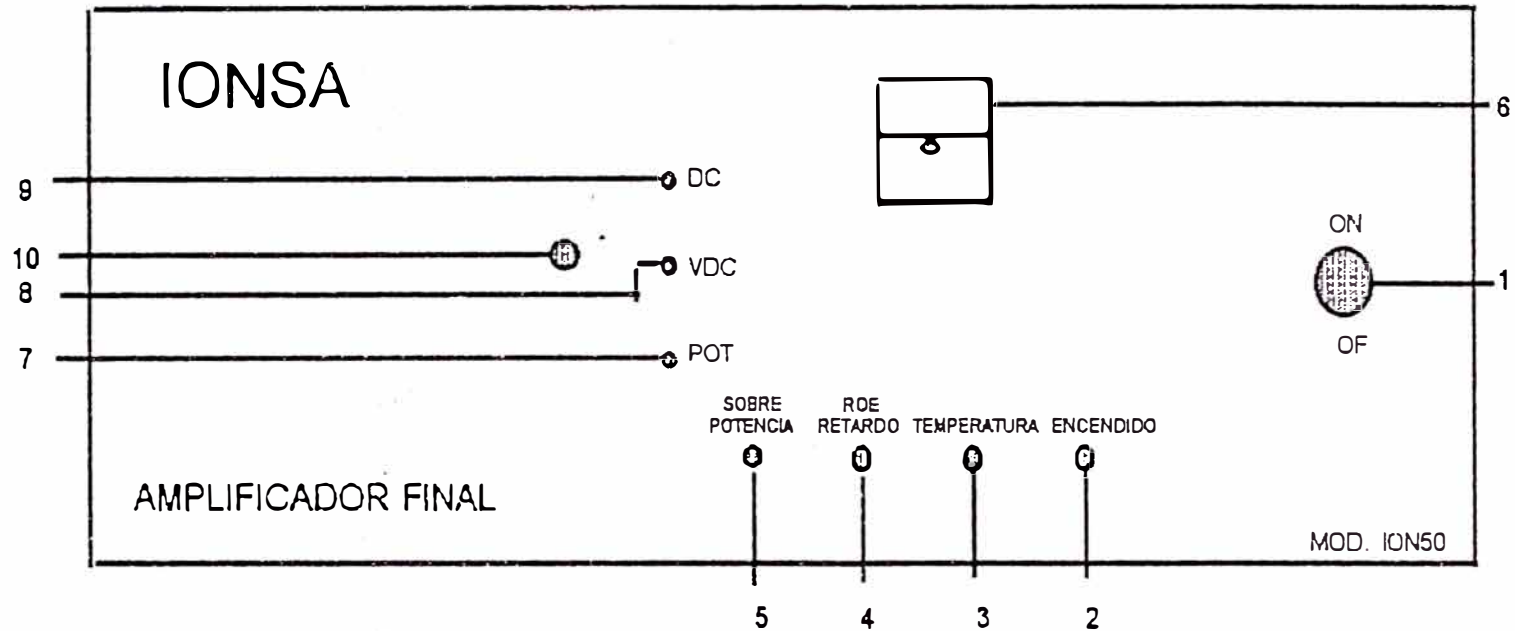 IONSA
6
9
DC
ON
10
VDC
8
1
OF
7
POT
SOBRE POTENCIA
ROE RETARDO
TEMPERATURA
ENCENDIDO
AMPLIFICADOR FINAL
MOD. ION50
5
4
3
2